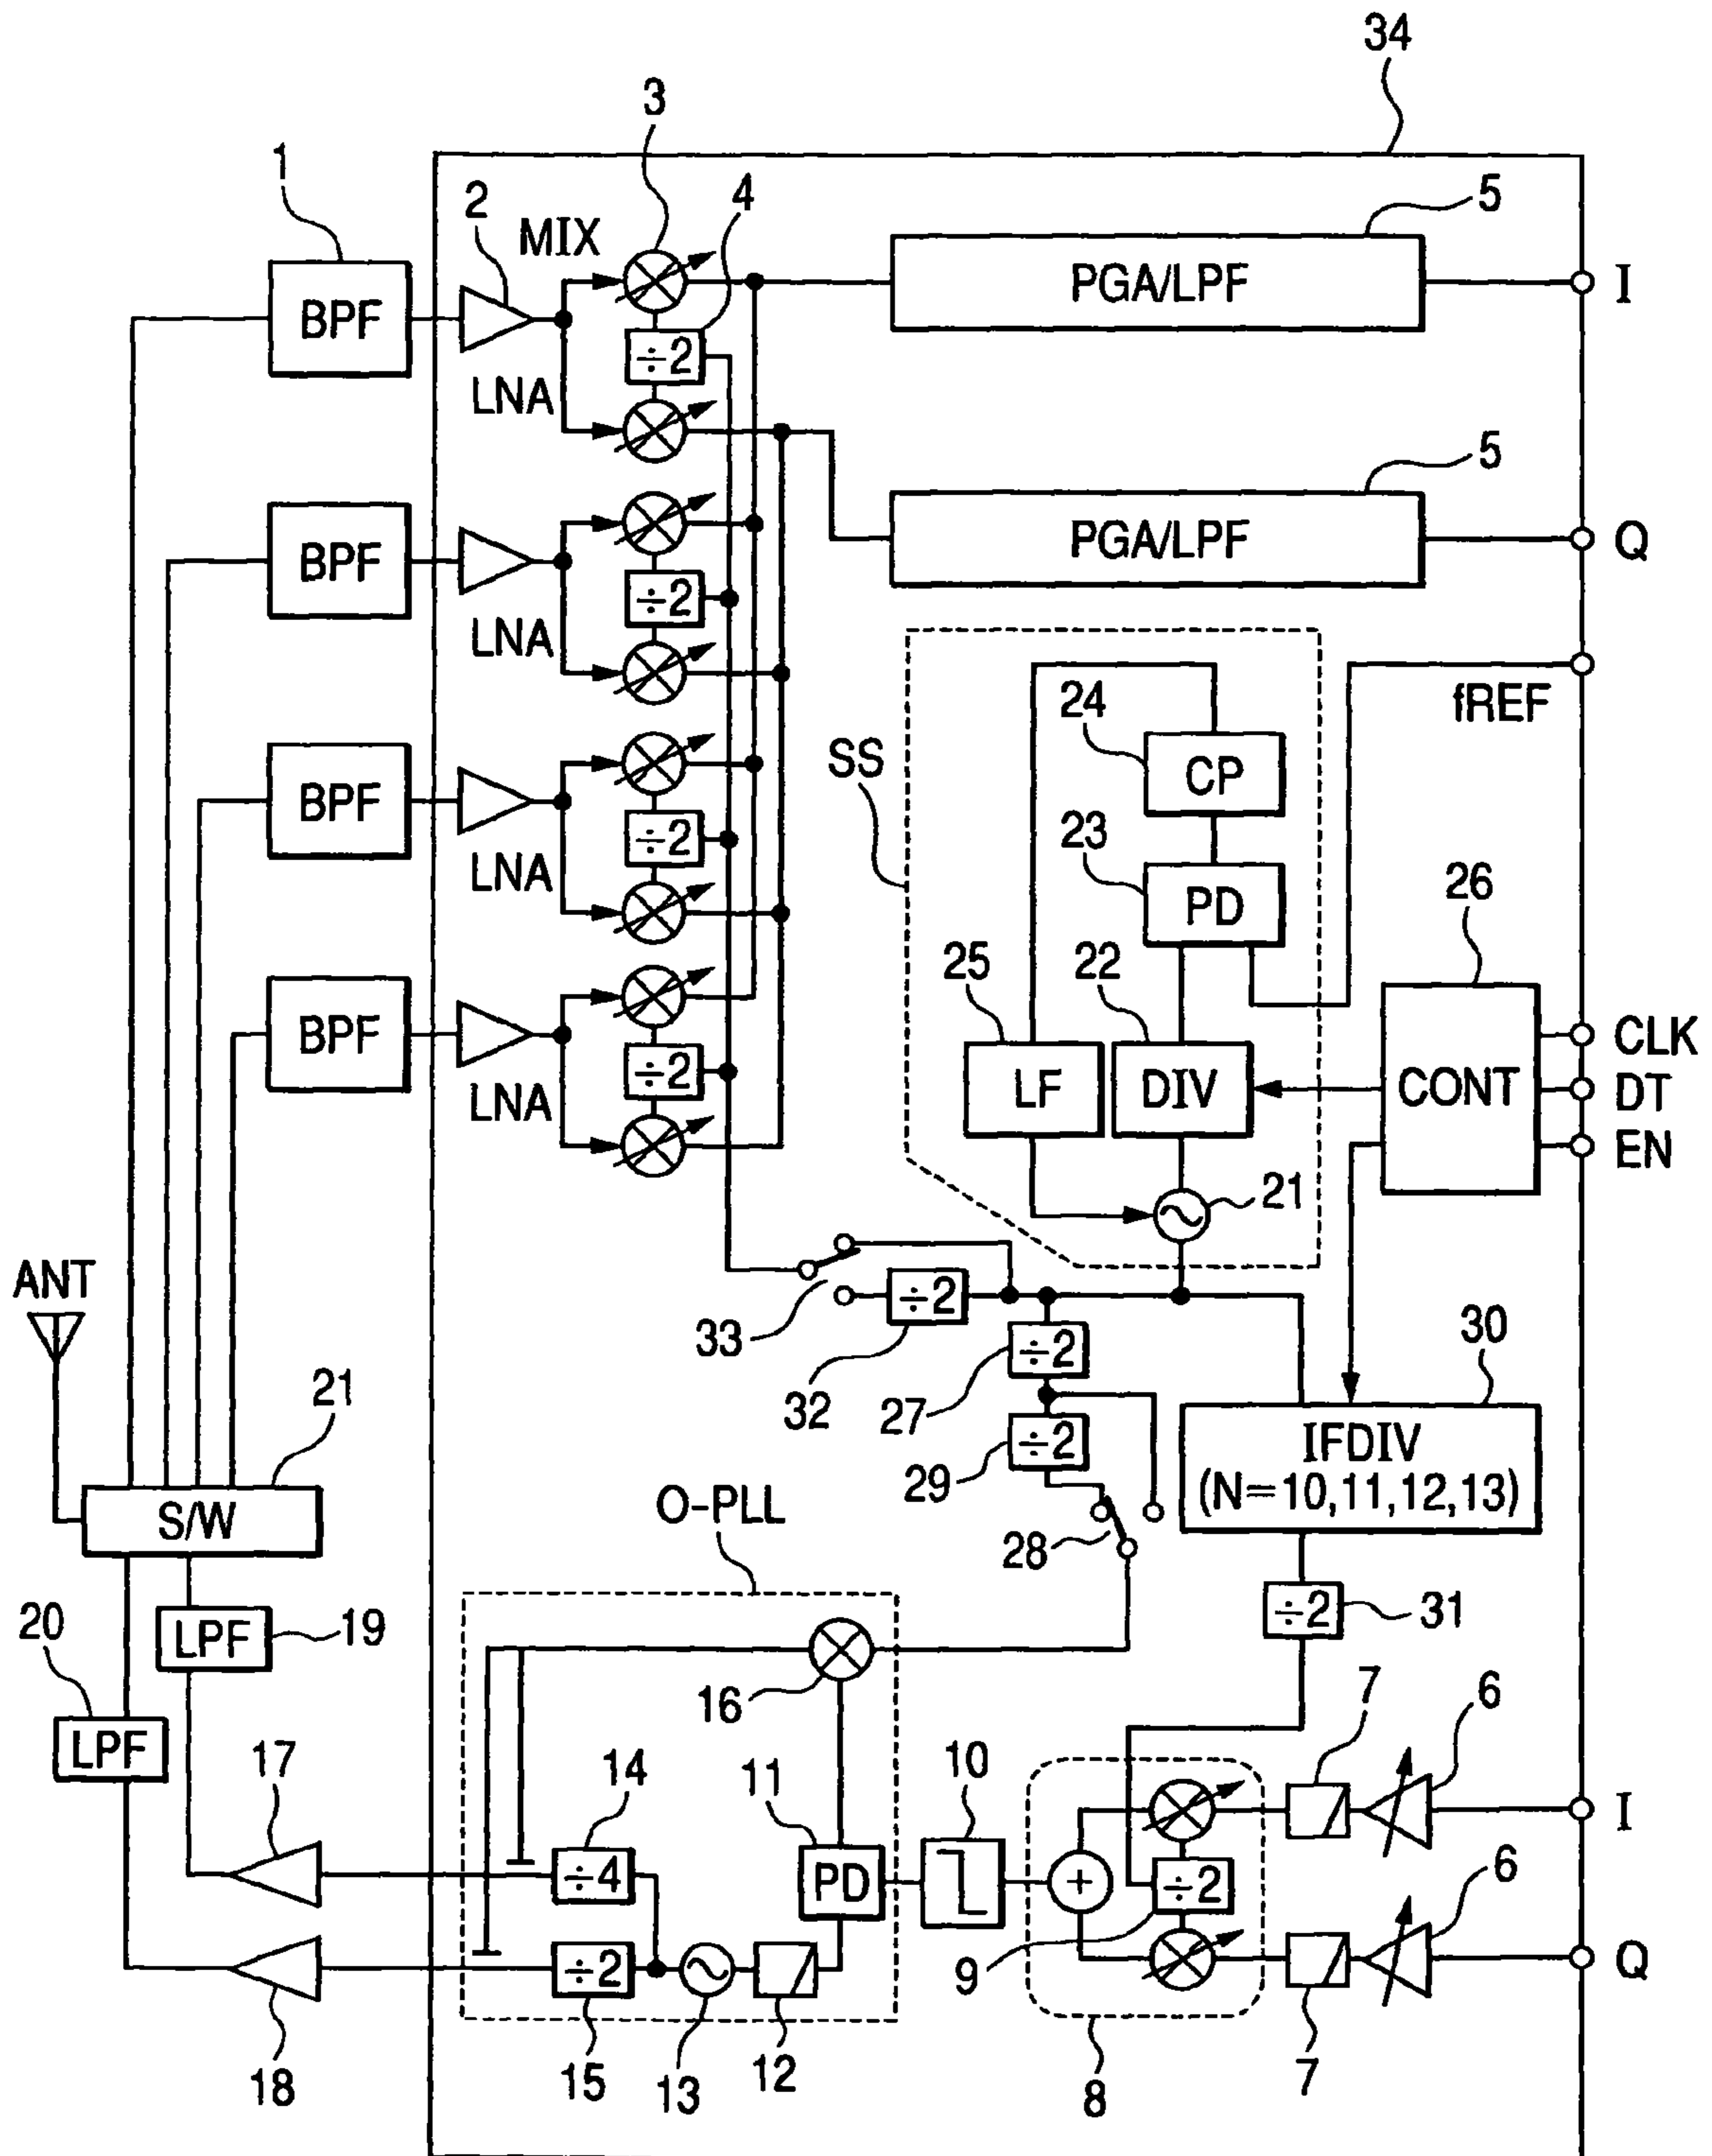 34
3
1
2
4
5
MIX
BPF
÷2
PGA/LPF
I
LNA
5
BPF
÷2
PGA/LPF
Q
LNA
fREF
24
SS
CP
BPF
÷2
23
LNA
PD
26
25
22
BPF
÷2
CLK
LNA
LF
DIV
CONT
DT
EN
21
ANT
÷2
33
÷2
30
21
32
27
÷2
IFDIV
29
(N=10,11,12,13)
S/W
O-PLL
28
÷2
31
20
LPF
19
16
7
6
LPF
17
14
11
10
I
÷4
PD
+
÷2
6
÷2
9
Q
18
15
13
12
8
7